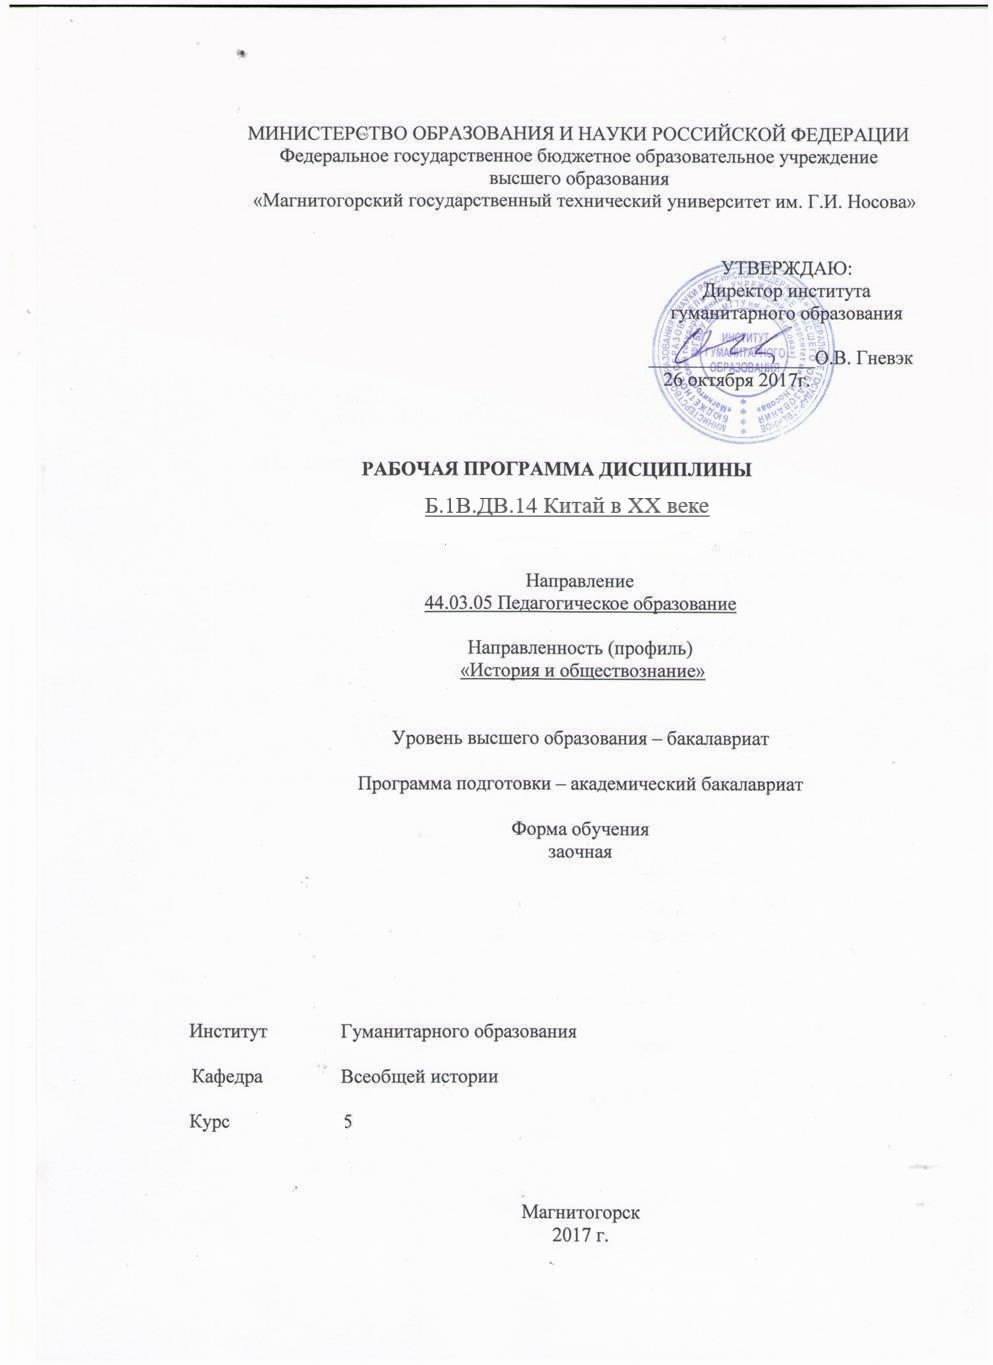 МИНИСТЕРСТВО ОБРАЗОВАНИЯ И НАУКИ РОССИЙСКОЙ ФЕДЕРАЦИИ
Федеральное государственное бюджетное образовательное учреждение
высшего образования
«Магнитогорский государственный технический университет им. Г.И. Носова»
УТВЕРЖДАЮ:
Директор института
гуманитарного образования
О.В. Гневэк
26 октября 2017г.
ИНСТИТУТ
ГУМАНИТАРНОГО
ОБРАЗОВАНИЯ
РАБОЧАЯ ПРОГРАММА ДИСЦИПЛИНЫ
Б.1В.ДВ.14 Китай в XX веке
Направление
44.03.05 Педагогическое образование
Направленность (профиль)
«История и обществознание»
Уровень высшего образования – бакалавриат
Программа подготовки – академический бакалавриат
Форма обучения
заочная
Институт Гуманитарного образования
Кафедра Всеобщей истории
Курс 5
Магнитогорск
2017 г.